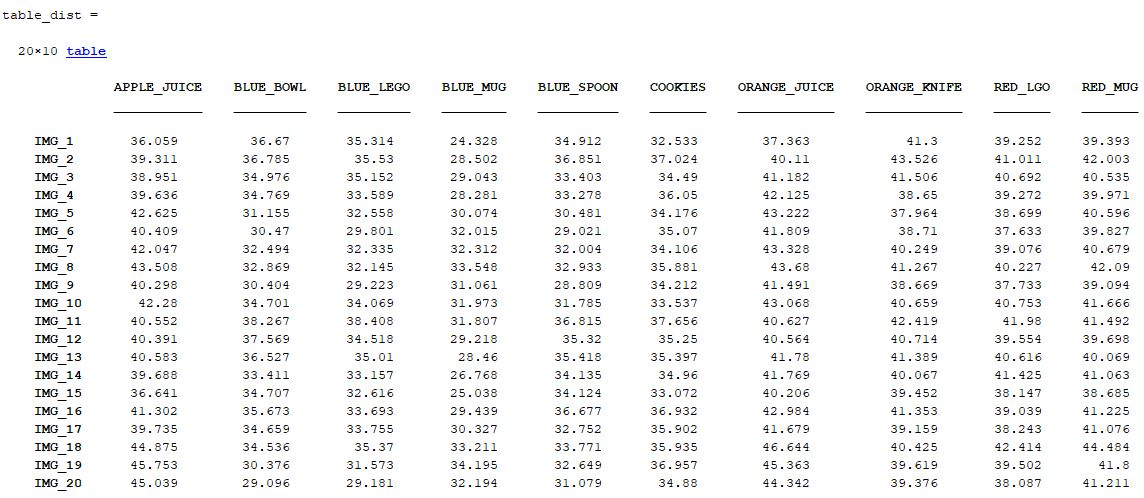 table_dist =
20×10 table
APPLE_JUICE BLUE_BOWL BLUE_LEGO BLUE_MUG BLUE_SPOON COOKIES ORANGE_JUICE ORANGE_KNIFE RED_LGO RED_MUG
IMG_1 36.059 36.67 35.314 24.328 34.912 32.533 37.363 41.3 39.252 39.393
IMG_2 39.311 36.785 35.53 28.502 36.851 37.024 40.11 43.526 41.011 42.003
IMG_3 38.951 34.976 35.152 29.043 33.403 34.49 41.182 41.506 40.692 40.535
IMG_4 39.636 34.769 33.589 28.281 33.278 36.05 42.125 38.65 39.272 39.971
IMG_5 42.625 31.155 32.558 30.074 30.481 34.176 43.222 37.964 38.699 40.596
IMG_6 40.409 30.47 29.801 32.015 29.021 35.07 41.809 38.71 37.633 39.827
IMG_7 42.047 32.494 32.335 32.312 32.004 34.106 43.328 40.249 39.076 40.679
IMG_8 43.508 32.869 32.145 33.548 32.933 35.881 43.68 41.267 40.227 42.09
IMG_9 40.298 30.404 29.223 31.061 28.809 34.212 41.491 38.669 37.733 39.094
IMG_10 42.28 34.701 34.069 31.973 31.785 33.537 43.068 40.659 40.753 41.666
IMG_11 40.552 38.267 38.408 31.807 36.815 37.656 40.627 42.419 41.98 41.492
IMG_12 40.391 37.569 34.518 29.218 35.32 35.25 40.564 40.714 39.554 39.698
IMG_13 40.583 36.527 35.01 28.46 35.418 35.397 41.78 41.389 40.616 40.069
IMG_14 39.688 33.411 33.157 26.768 34.135 34.96 41.769 40.067 41.425 41.063
IMG_15 36.641 34.707 32.616 25.038 34.124 33.072 40.206 39.452 38.147 38.685
IMG_16 41.302 35.673 33.693 29.439 36.677 36.932 42.984 41.353 39.039 41.225
IMG_17 39.735 34.659 33.755 30.327 32.752 35.902 41.679 39.159 38.243 41.076
IMG_18 44.875 34.536 35.37 33.211 33.771 35.935 46.644 40.425 42.414 44.484
IMG_19 45.753 30.376 31.573 34.195 32.649 36.957 45.363 39.619 39.502 41.8
IMG_20 45.039 29.096 29.181 32.194 31.079 34.88 44.342 39.376 38.087 41.211